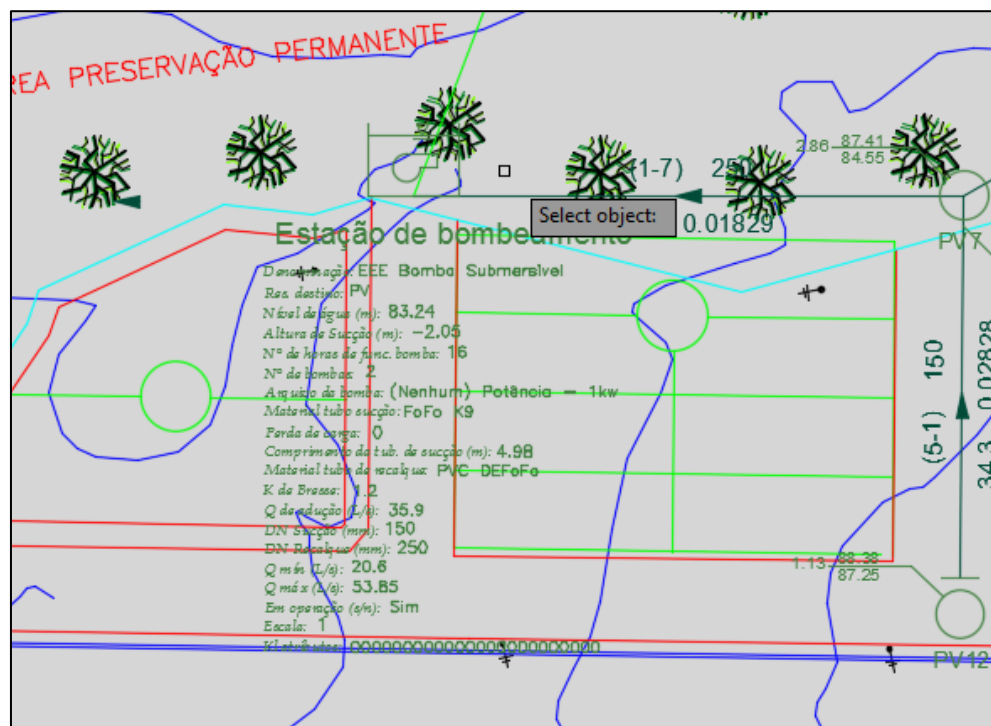 REA PRESERVAÇÃO PERMANENTE
2.86 87.41
84.55
(1-7) 250
0.01829
Select object:
PV7
Estação de bombeamento
Denominação: EEE Bomba Submersível
Res. destino: PV
Nível de água (m): 83.24
Altura de Sucção (m): -2.05
Nº de horas de func. bomba: 16
Nº de bombas: 2
Arquivo da bomba: (Nenhum) Potência - 1kw
Material tubo sucção: FoFo K9
Perda de carga: 0
Comprimento da tub. de sucção (m): 4.98
Material tubo de recalque: PVC DEFoFo
K de Bresse: 1.2
Q de adução (L/s): 35.9
DN Sucção (mm): 150
DN Recalque (mm): 250
Q mín (L/s): 20.6
Q máx (L/s): 53.85
Em operação (s/n): Sim
Escala: 1
(5-1) 150
34.3 0.02828
1.13 88.38
87.25
PV12